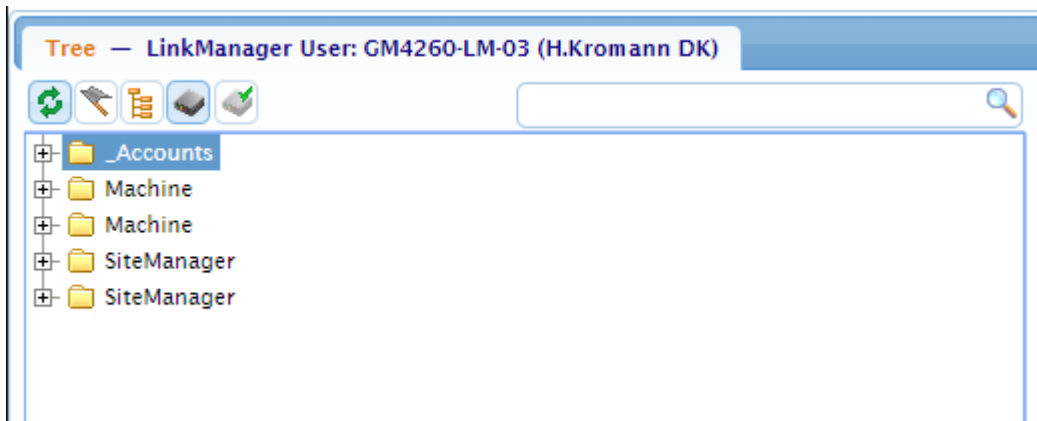 Tree — LinkManager User: GM4260-LM-03 (H.Kromann DK)
_Accounts
Machine
Machine
SiteManager
SiteManager